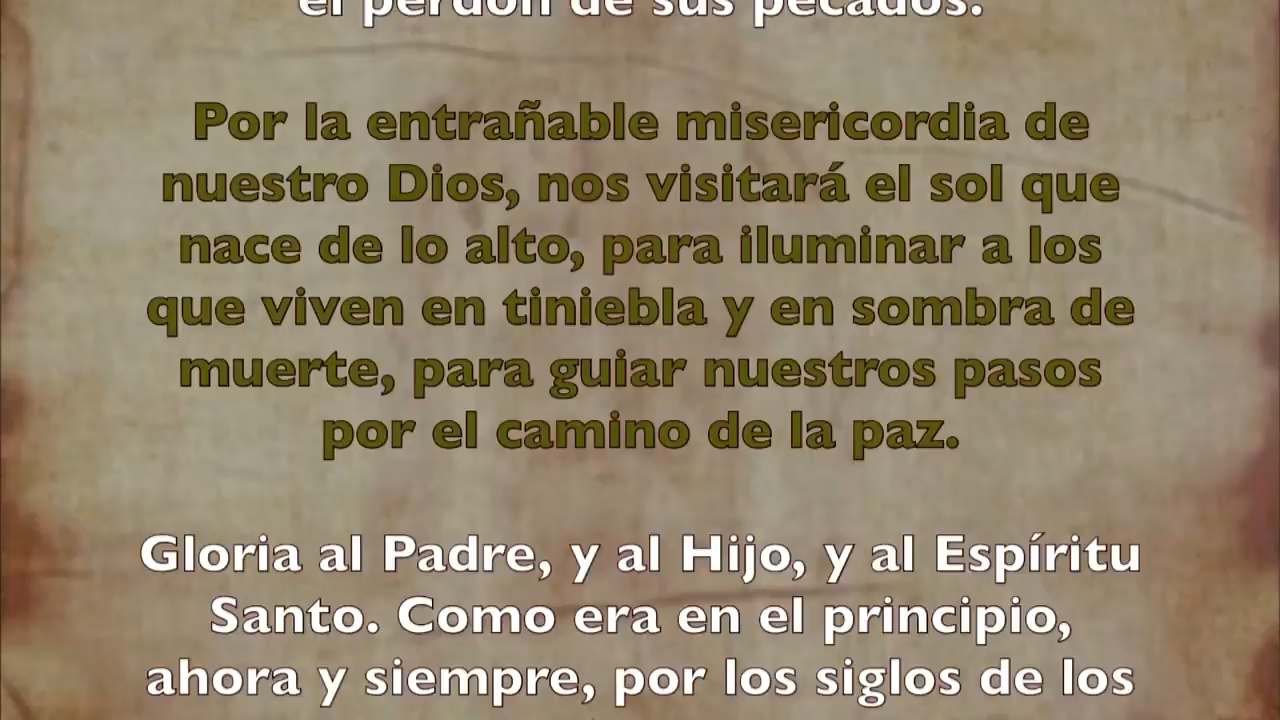 el perdón de sus pecados.
Por la entrañable misericordia de
nuestro Dios, nos visitará el sol que
nace de lo alto, para iluminar a los
que viven en tiniebla y en sombra de
muerte, para guiar nuestros pasos
por el camino de la paz.
Gloria al Padre, y al Hijo, y al Espíritu
Santo. Como era en el principio,
ahora y siempre, por los siglos de los